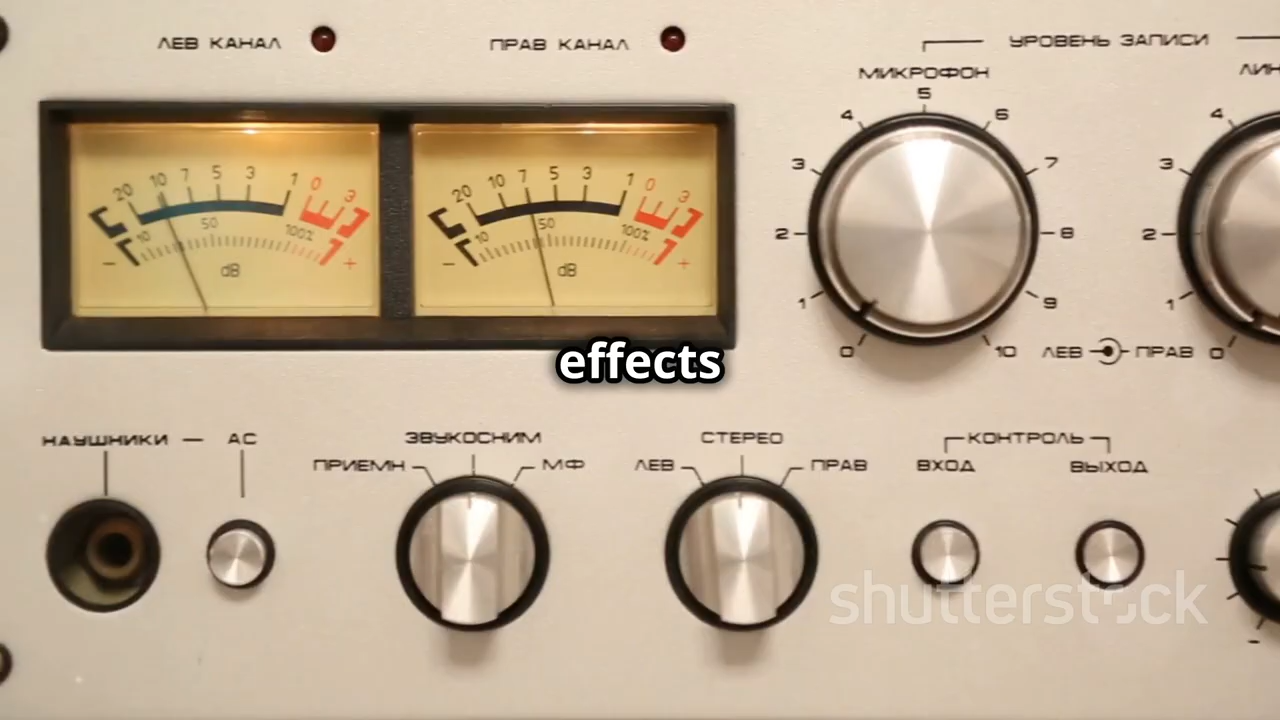 ЛЕВ КАНАЛ
ПРАВ КАНАЛ
УРОВЕНЬ ЗАПИСИ
МИКРОФОН
0 1 2 3 4 5 6 7 8 9 10
0 1 2 3 4
20 10 7 5 3 1 0 3
10 50 100%
- dB +
20 10 7 5 3 1 0 3
10 50 100%
- dB +
ЛЕВ ПРАВ
effects
НАУШНИКИ — АС
ЗВУКОСНИМ
ПРИЕМН МФ
СТЕРЕО
ЛЕВ ПРАВ
КОНТРОЛЬ
ВХОД ВЫХОД
shutterstock